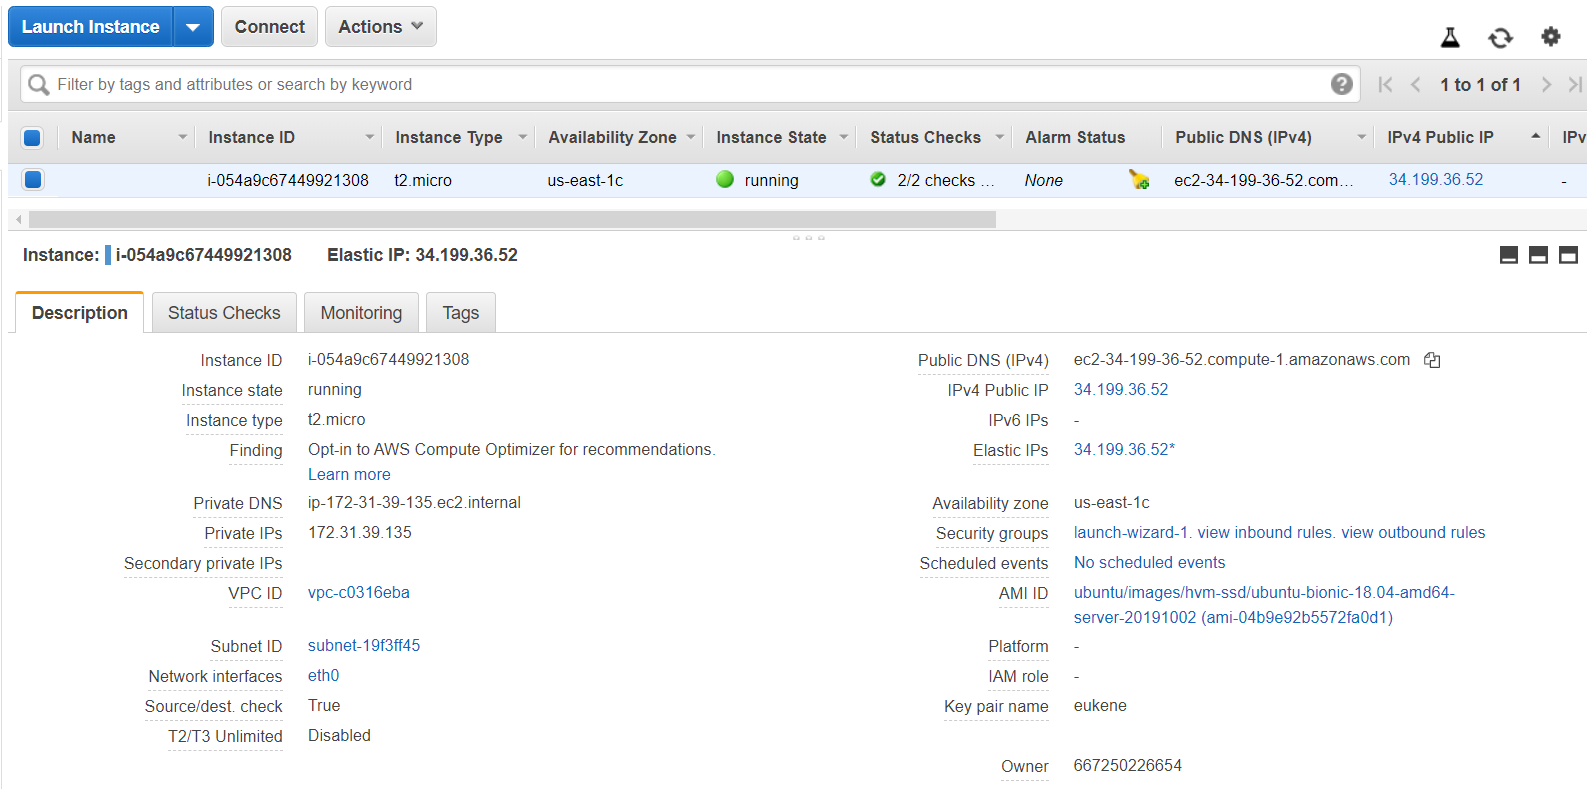 Launch Instance Connect Actions
Filter by tags and attributes or search by keyword 1 to 1 of 1
Name Instance ID Instance Type Availability Zone Instance State Status Checks Alarm Status Public DNS (IPv4) IPv4 Public IP IPv
i-054a9c67449921308 t2.micro us-east-1c running 2/2 checks ... None ec2-34-199-36-52.com... 34.199.36.52 -
Instance: i-054a9c67449921308 Elastic IP: 34.199.36.52
Description Status Checks Monitoring Tags
Instance ID i-054a9c67449921308 Public DNS (IPv4) ec2-34-199-36-52.compute-1.amazonaws.com
Instance state running IPv4 Public IP 34.199.36.52
Instance type t2.micro IPv6 IPs -
Finding Opt-in to AWS Compute Optimizer for recommendations. Elastic IPs 34.199.36.52*
Learn more
Private DNS ip-172-31-39-135.ec2.internal Availability zone us-east-1c
Private IPs 172.31.39.135 Security groups launch-wizard-1. view inbound rules. view outbound rules
Secondary private IPs Scheduled events No scheduled events
VPC ID vpc-c0316eba AMI ID ubuntu/images/hvm-ssd/ubuntu-bionic-18.04-amd64-
server-20191002 (ami-04b9e92b5572fa0d1)
Subnet ID subnet-19f3ff45 Platform -
Network interfaces eth0 IAM role -
Source/dest. check True Key pair name eukene
T2/T3 Unlimited Disabled
Owner 667250226654